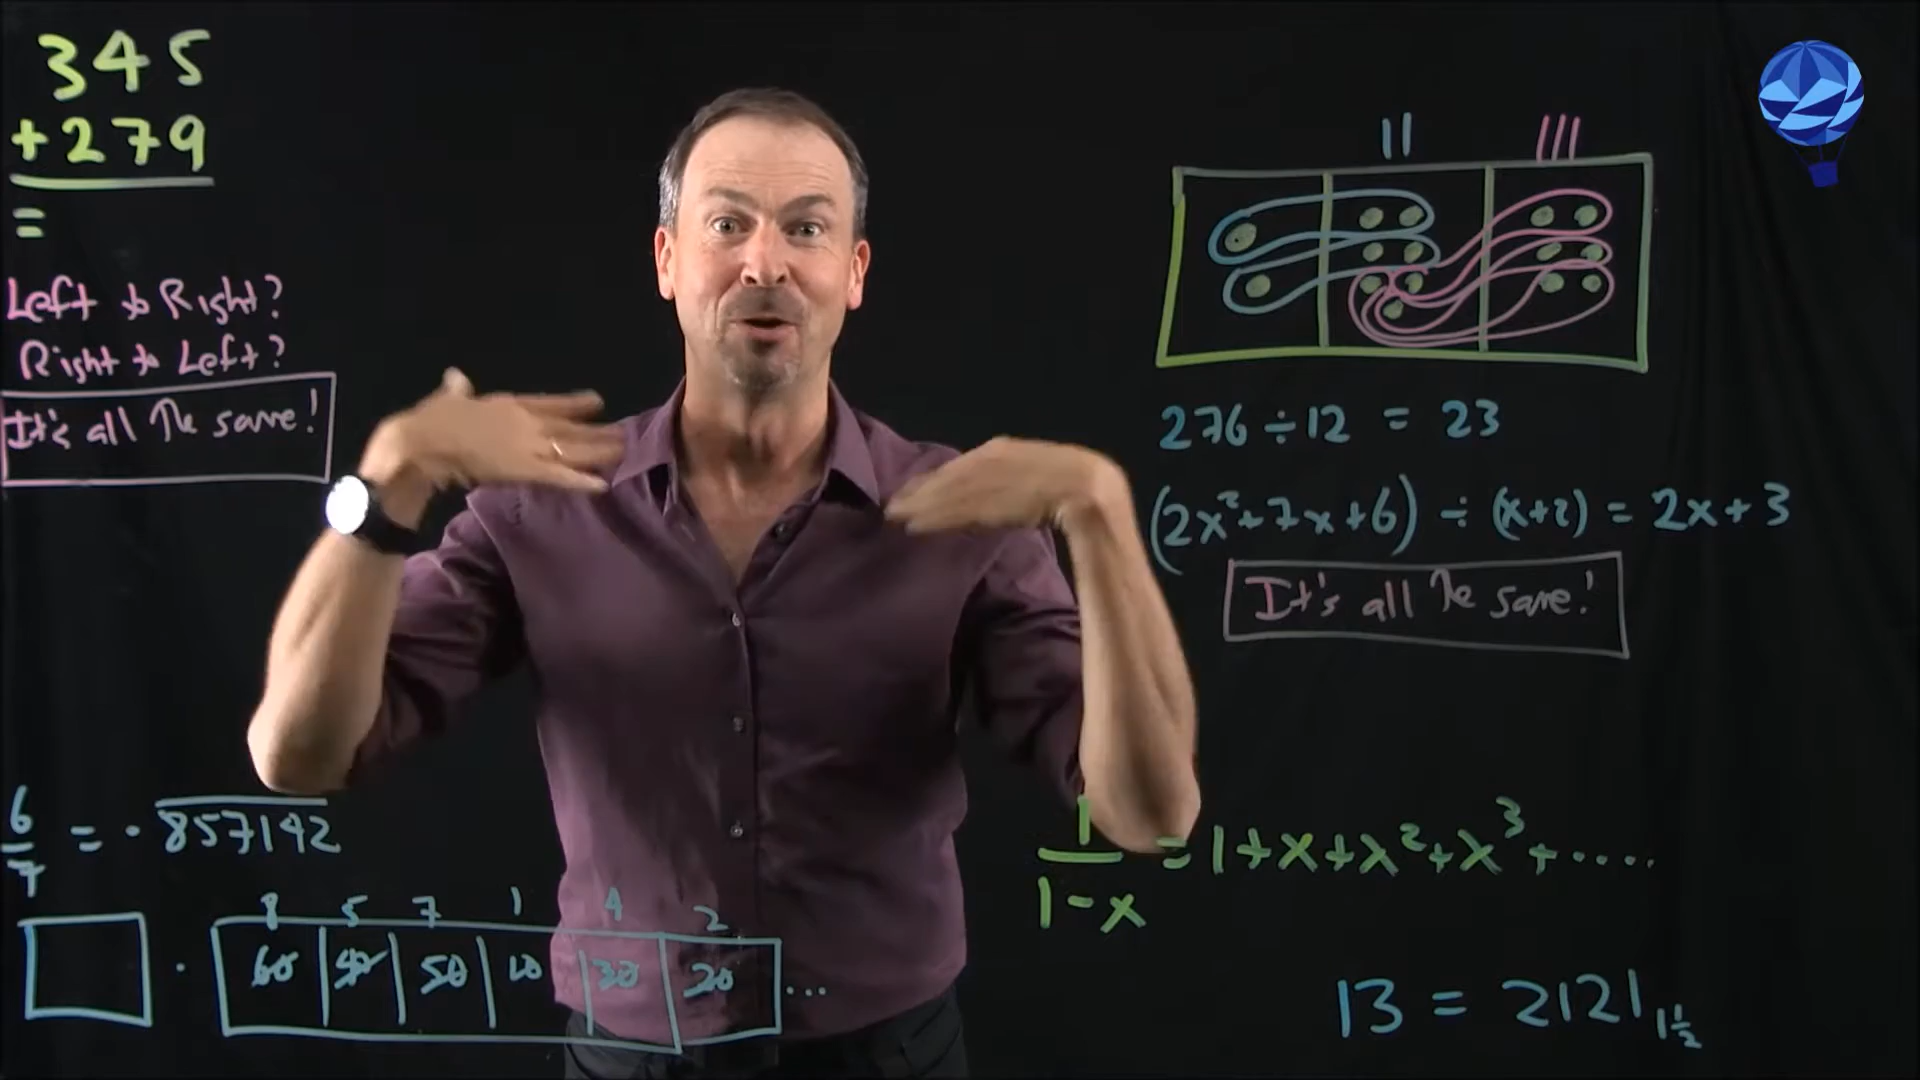 345
+279
=
Left to Right?
Right to Left?
It's all the same!
6/7 = .857142
8 5 7 1 4 2
60 40 50 10 30 20 ...
|| |||
276 ÷ 12 = 23
(2x²+7x+6) ÷ (x+2) = 2x+3
It's all the same!
1/(1-x) = 1+x+x²+x³+.....
13 = 2121 1½